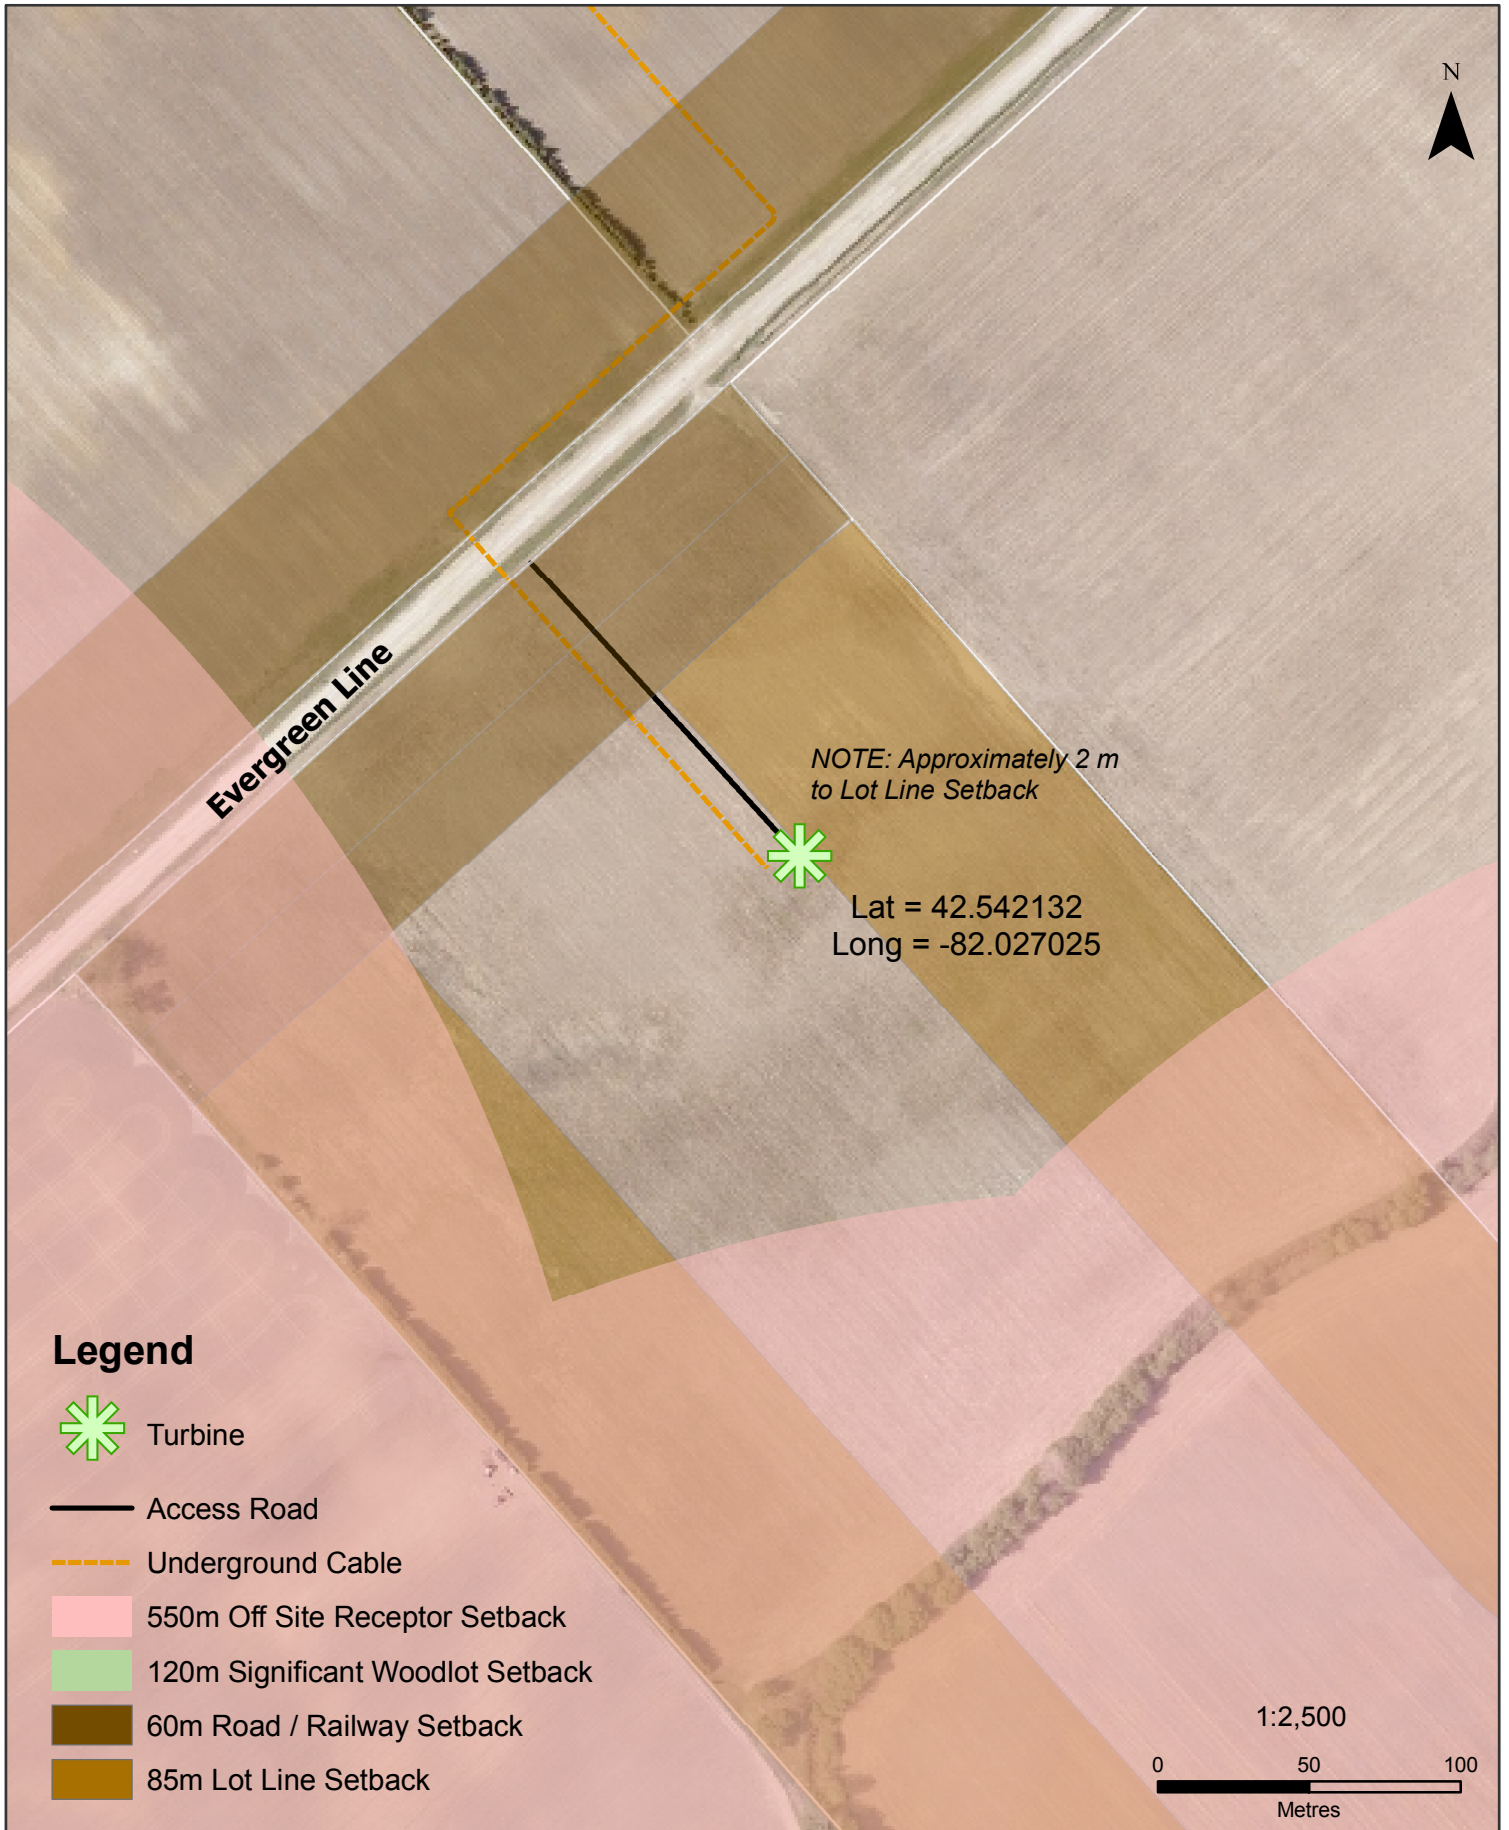 N
Evergreen Line
NOTE: Approximately 2 m
to Lot Line Setback
Lat = 42.542132
Long = -82.027025
Legend
Turbine
Access Road
Underground Cable
550m Off Site Receptor Setback
120m Significant Woodlot Setback
60m Road / Railway Setback
85m Lot Line Setback
1:2,500
0 50 100
Metres